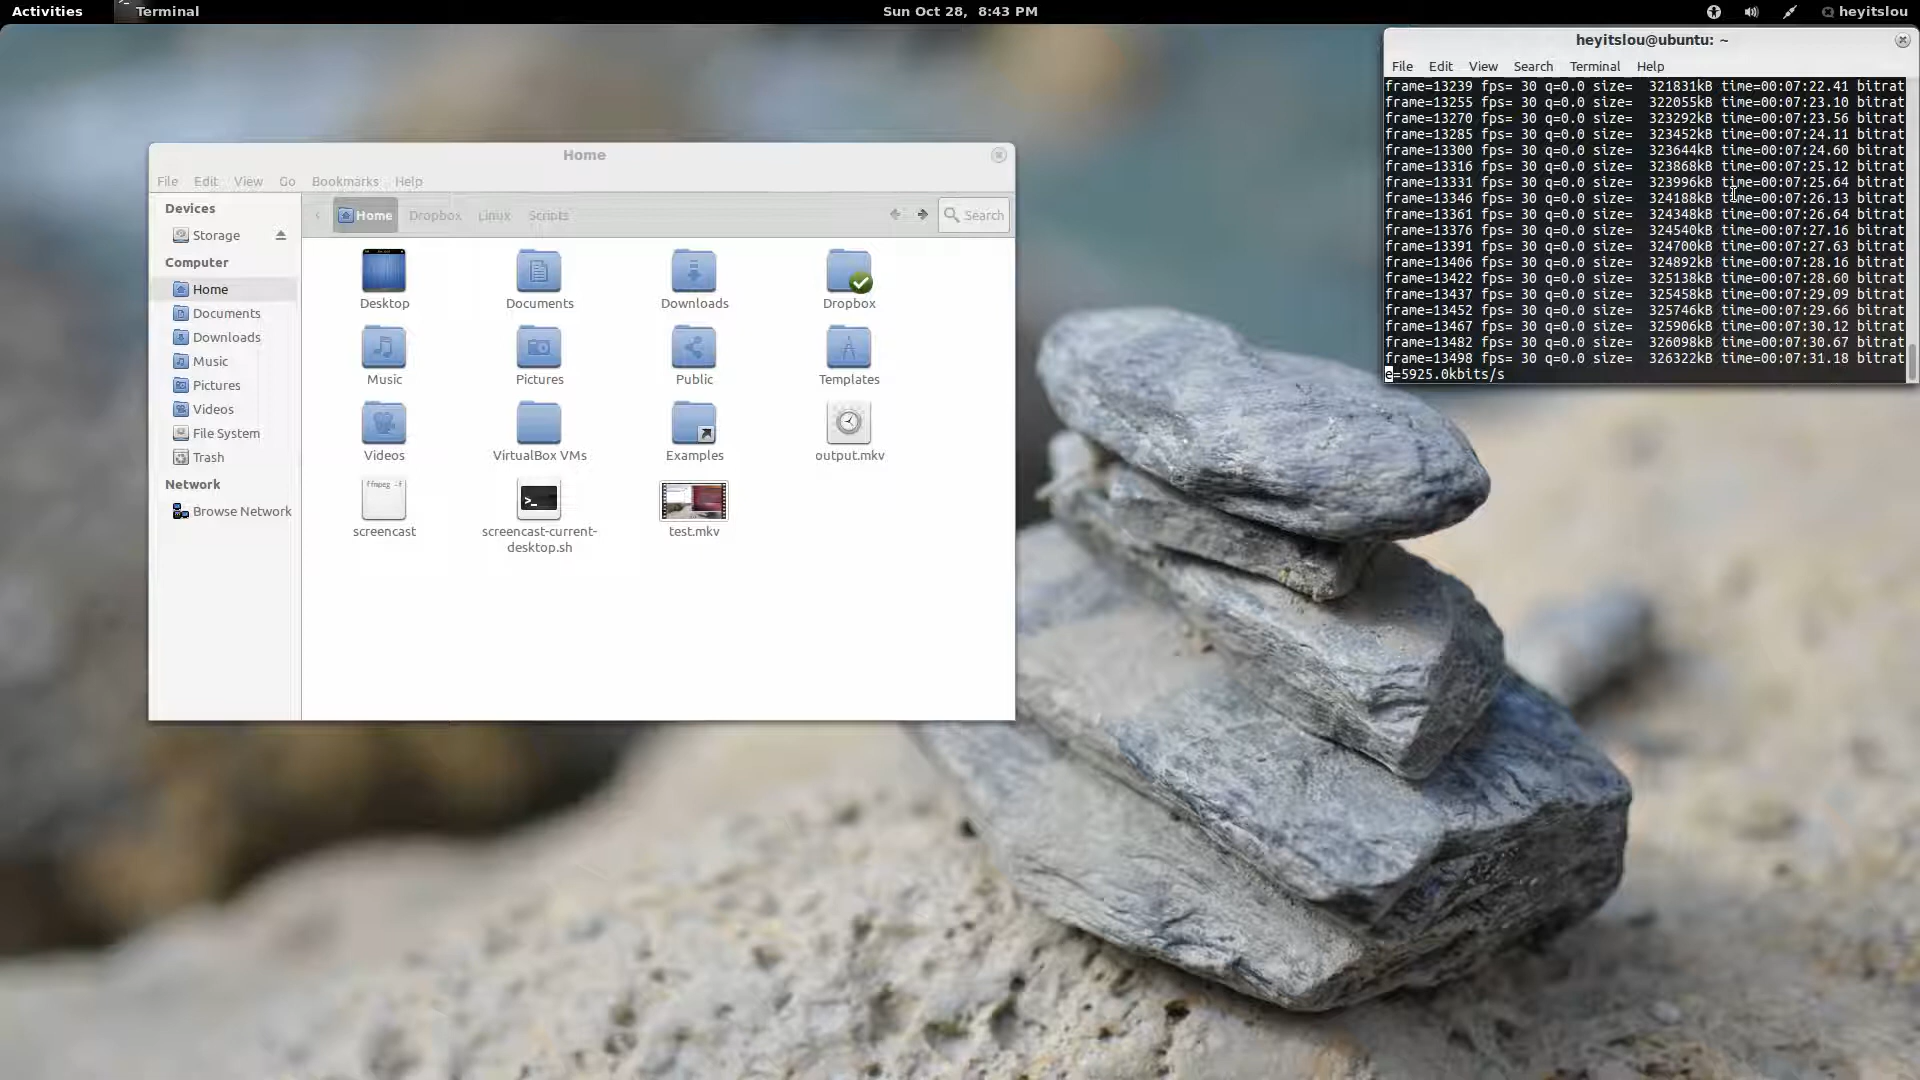 Activities
Terminal
Sun Oct 28, 8:43 PM
heyitslou
heyitslou@ubuntu: ~
File Edit View Search Terminal Help
frame=13239 fps= 30 q=0.0 size= 321831kB time=00:07:22.41 bitrat
frame=13255 fps= 30 q=0.0 size= 322055kB time=00:07:23.10 bitrat
frame=13270 fps= 30 q=0.0 size= 323292kB time=00:07:23.56 bitrat
frame=13285 fps= 30 q=0.0 size= 323452kB time=00:07:24.11 bitrat
frame=13300 fps= 30 q=0.0 size= 323644kB time=00:07:24.60 bitrat
frame=13316 fps= 30 q=0.0 size= 323868kB time=00:07:25.12 bitrat
frame=13331 fps= 30 q=0.0 size= 323996kB time=00:07:25.64 bitrat
frame=13346 fps= 30 q=0.0 size= 324188kB time=00:07:26.13 bitrat
frame=13361 fps= 30 q=0.0 size= 324348kB time=00:07:26.64 bitrat
frame=13376 fps= 30 q=0.0 size= 324540kB time=00:07:27.16 bitrat
frame=13391 fps= 30 q=0.0 size= 324700kB time=00:07:27.63 bitrat
frame=13406 fps= 30 q=0.0 size= 324892kB time=00:07:28.16 bitrat
frame=13422 fps= 30 q=0.0 size= 325138kB time=00:07:28.60 bitrat
frame=13437 fps= 30 q=0.0 size= 325458kB time=00:07:29.09 bitrat
frame=13452 fps= 30 q=0.0 size= 325746kB time=00:07:29.66 bitrat
frame=13467 fps= 30 q=0.0 size= 325906kB time=00:07:30.12 bitrat
frame=13482 fps= 30 q=0.0 size= 326098kB time=00:07:30.67 bitrat
frame=13498 fps= 30 q=0.0 size= 326322kB time=00:07:31.18 bitrat
e=5925.0kbits/s
Home
File Edit View Go Bookmarks Help
Home Dropbox Linux Scripts
Search
Devices
Storage
Computer
Home
Documents
Downloads
Music
Pictures
Videos
File System
Trash
Network
Browse Network
Desktop
Documents
Downloads
Dropbox
Music
Pictures
Public
Templates
Videos
VirtualBox VMs
Examples
output.mkv
ffmpeg -f
screencast
>_
screencast-current-
desktop.sh
test.mkv